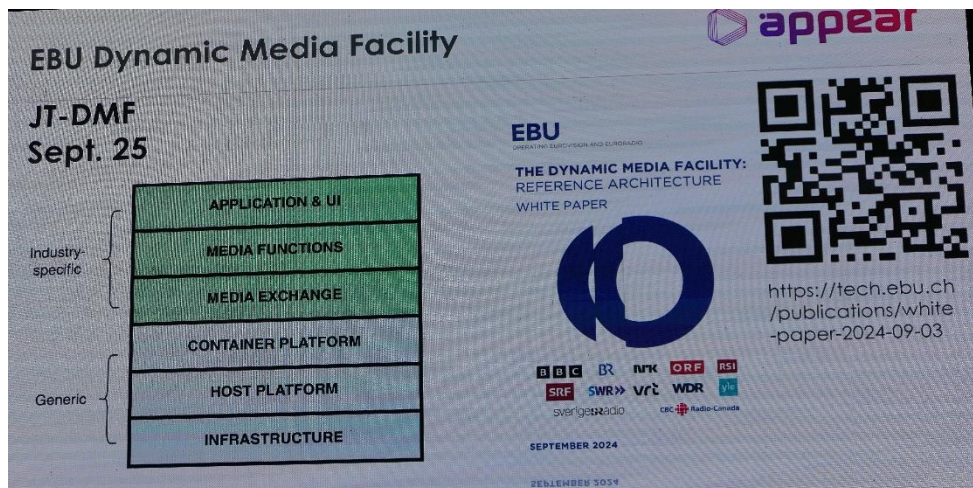 EBU Dynamic Media Facility
appear
JT-DMF
Sept. 25
Industry-
specific
APPLICATION & UI
MEDIA FUNCTIONS
MEDIA EXCHANGE
Generic
CONTAINER PLATFORM
HOST PLATFORM
INFRASTRUCTURE
EBU
OPERATING EUROVISION AND EURORADIO
THE DYNAMIC MEDIA FACILITY:
REFERENCE ARCHITECTURE
WHITE PAPER
BBC BR NRK ORF RSI
SRF SWR» vrt WDR yle
sverigesradio CBC Radio-Canada
SEPTEMBER 2024
SEPTEMBER 2024
https://tech.ebu.ch
/publications/white
-paper-2024-09-03